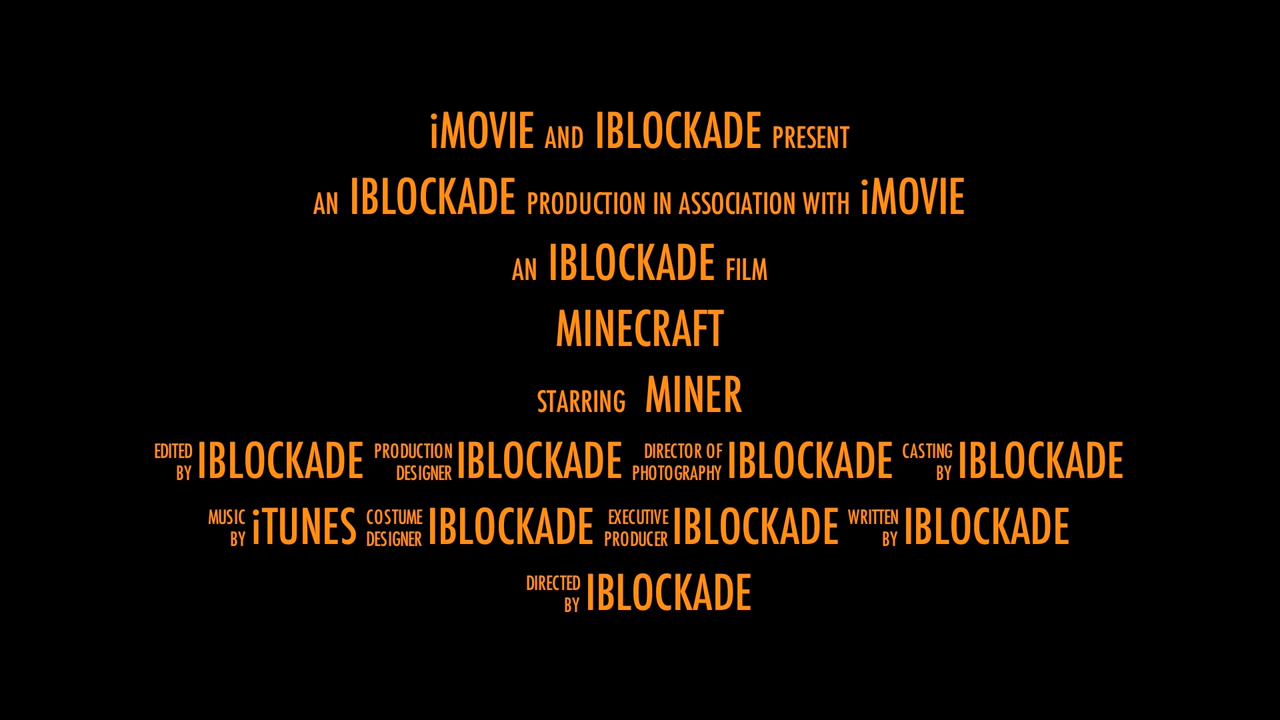 iMOVIE AND IBLOCKADE PRESENT
AN IBLOCKADE PRODUCTION IN ASSOCIATION WITH iMOVIE
AN IBLOCKADE FILM
MINECRAFT
STARRING MINER
EDITED BY IBLOCKADE PRODUCTION DESIGNER IBLOCKADE DIRECTOR OF PHOTOGRAPHY IBLOCKADE CASTING BY IBLOCKADE
MUSIC BY iTUNES COSTUME DESIGNER IBLOCKADE EXECUTIVE PRODUCER IBLOCKADE WRITTEN BY IBLOCKADE
DIRECTED BY IBLOCKADE